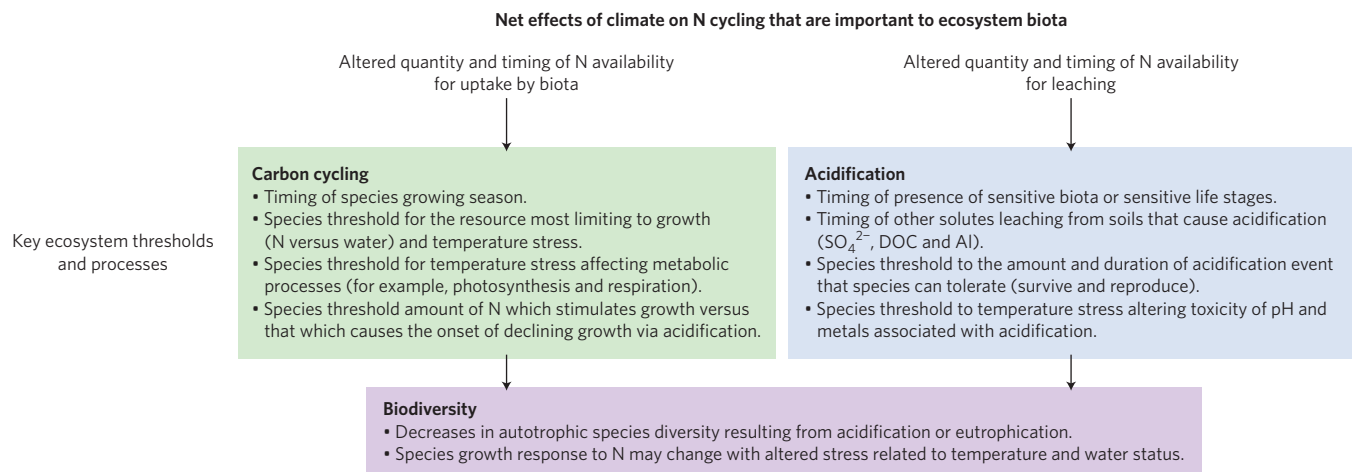 Net effects of climate on N cycling that are important to ecosystem biota
Altered quantity and timing of N availability
for uptake by biota
Altered quantity and timing of N availability
for leaching
Key ecosystem thresholds
and processes
Carbon cycling
• Timing of species growing season.
• Species threshold for the resource most limiting to growth
(N versus water) and temperature stress.
• Species threshold for temperature stress affecting metabolic
processes (for example, photosynthesis and respiration).
• Species threshold amount of N which stimulates growth versus
that which causes the onset of declining growth via acidification.
Acidification
• Timing of presence of sensitive biota or sensitive life stages.
• Timing of other solutes leaching from soils that cause acidification
(SO₄²⁻, DOC and Al).
• Species threshold to the amount and duration of acidification event
that species can tolerate (survive and reproduce).
• Species threshold to temperature stress altering toxicity of pH and
metals associated with acidification.
Biodiversity
• Decreases in autotrophic species diversity resulting from acidification or eutrophication.
• Species growth response to N may change with altered stress related to temperature and water status.